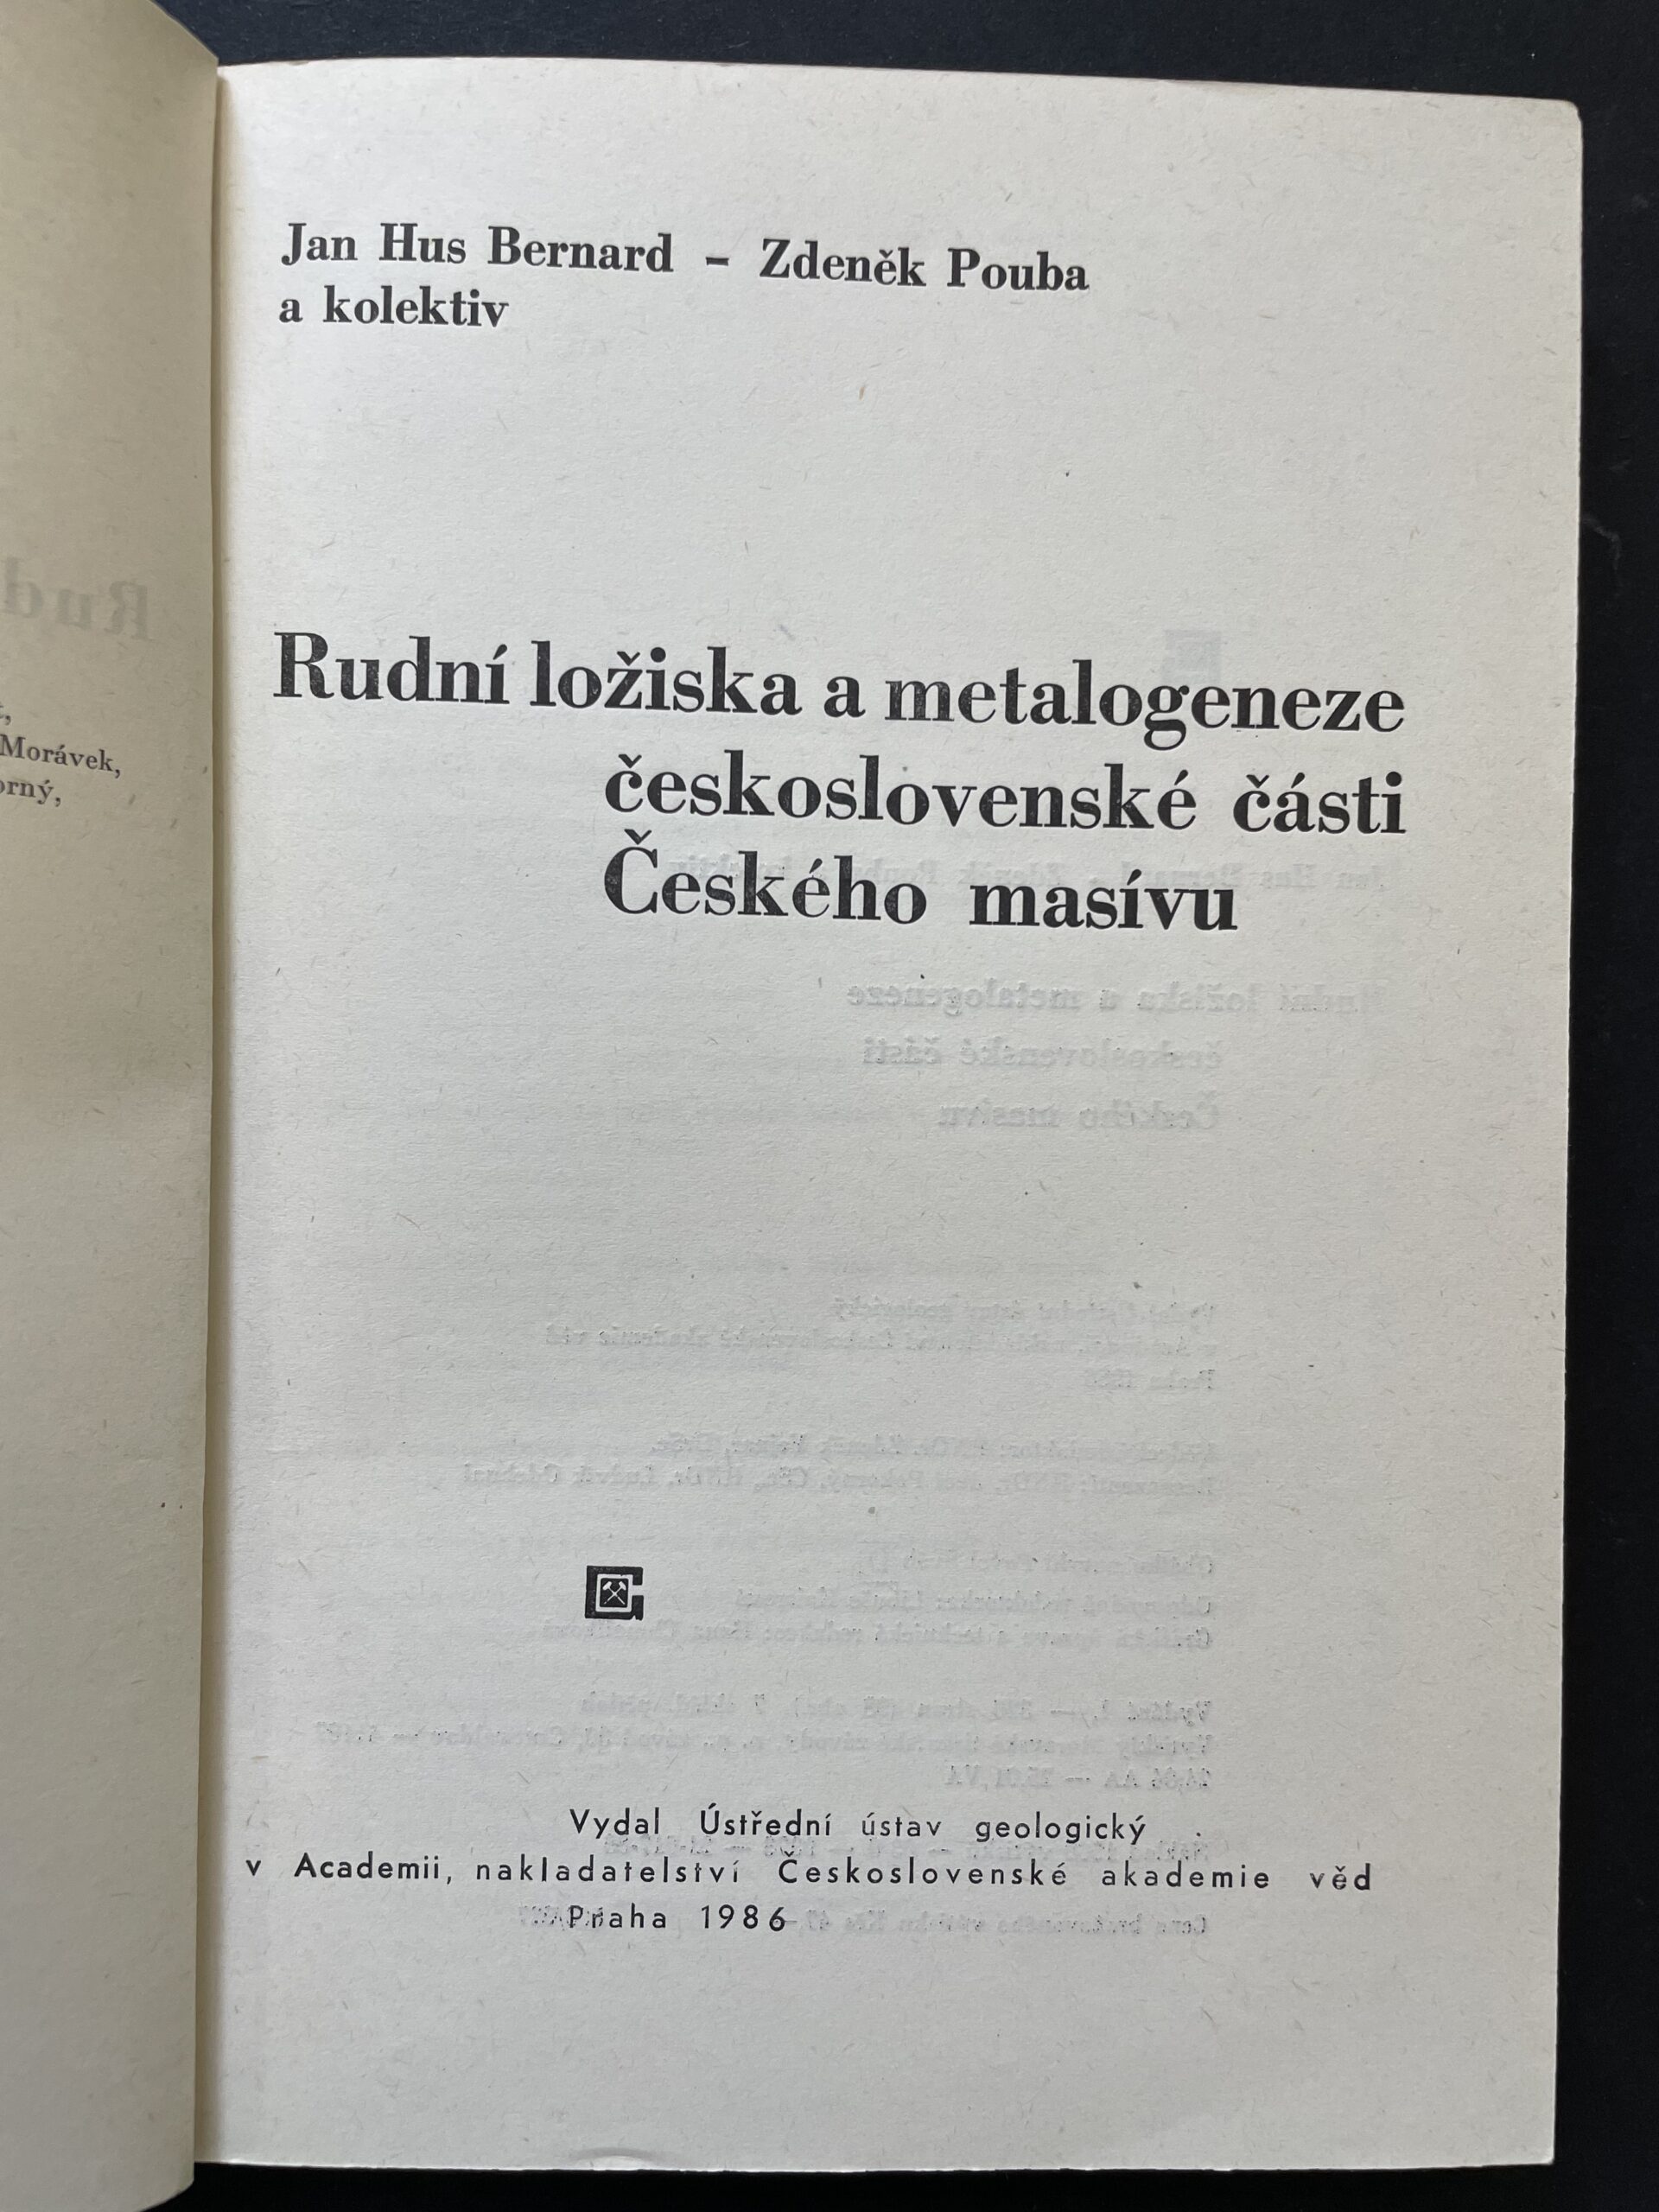 Morávek,
Jan Hus Bernard – Zdeněk Pouba
a kolektiv
Rudní ložiska a metalogeneze
československé části
Českého masívu
Vydal Ústřední ústav geologický
v Academii, nakladatelství Československé akademie věd
Praha 1986